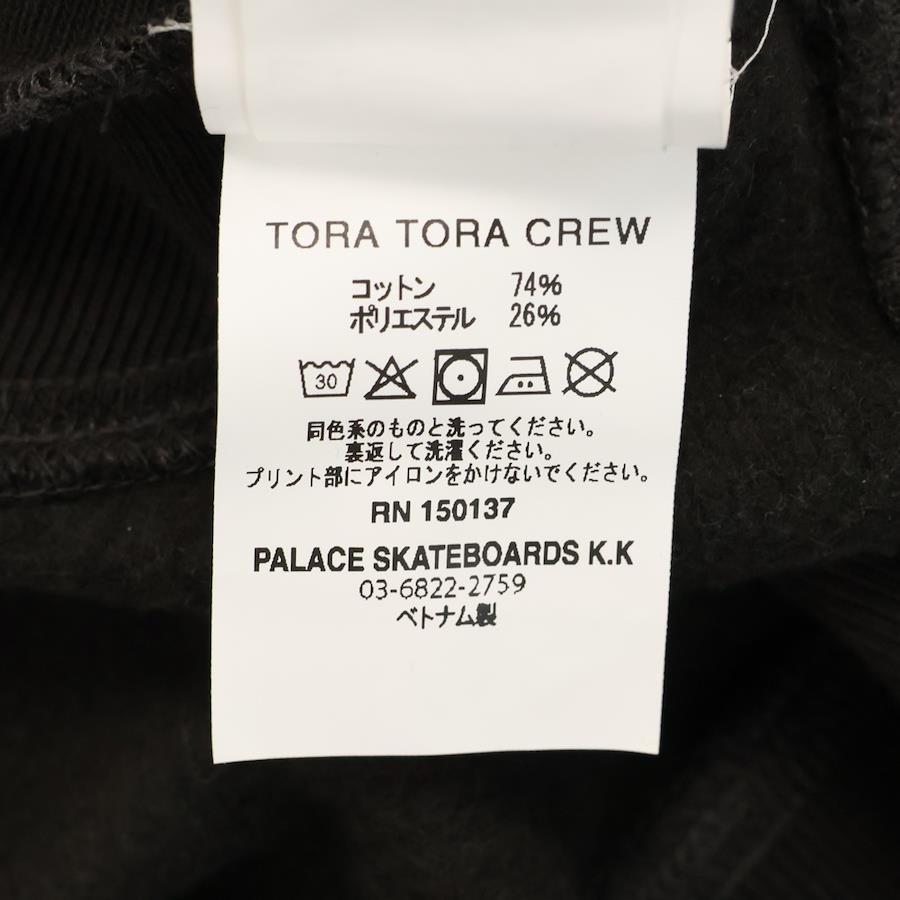 TORA TORA CREW
コットン 74%
ポリエステル 26%
30
同色系のものと洗ってください。
裏返して洗濯ください。
プリント部にアイロンをかけないでください。
RN 150137
PALACE SKATEBOARDS K.K
03-6822-2759
ベトナム製